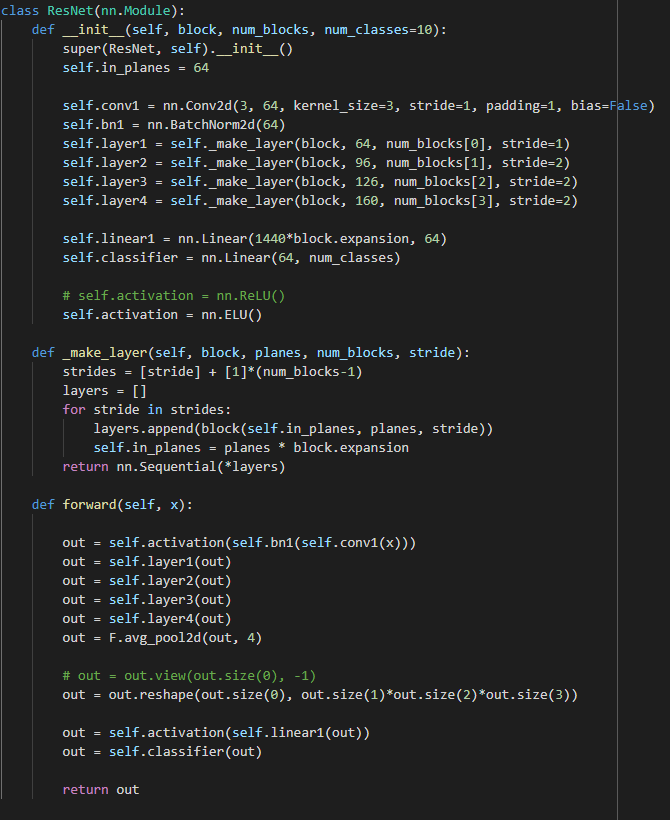 class ResNet(nn.Module):
    def __init__(self, block, num_blocks, num_classes=10):
        super(ResNet, self).__init__()
        self.in_planes = 64

        self.conv1 = nn.Conv2d(3, 64, kernel_size=3, stride=1, padding=1, bias=False)
        self.bn1 = nn.BatchNorm2d(64)
        self.layer1 = self._make_layer(block, 64, num_blocks[0], stride=1)
        self.layer2 = self._make_layer(block, 96, num_blocks[1], stride=2)
        self.layer3 = self._make_layer(block, 126, num_blocks[2], stride=2)
        self.layer4 = self._make_layer(block, 160, num_blocks[3], stride=2)

        self.linear1 = nn.Linear(1440*block.expansion, 64)
        self.classifier = nn.Linear(64, num_classes)

        # self.activation = nn.ReLU()
        self.activation = nn.ELU()

    def _make_layer(self, block, planes, num_blocks, stride):
        strides = [stride] + [1]*(num_blocks-1)
        layers = []
        for stride in strides:
            layers.append(block(self.in_planes, planes, stride))
            self.in_planes = planes * block.expansion
        return nn.Sequential(*layers)

    def forward(self, x):

        out = self.activation(self.bn1(self.conv1(x)))
        out = self.layer1(out)
        out = self.layer2(out)
        out = self.layer3(out)
        out = self.layer4(out)
        out = F.avg_pool2d(out, 4)

        # out = out.view(out.size(0), -1)
        out = out.reshape(out.size(0), out.size(1)*out.size(2)*out.size(3))

        out = self.activation(self.linear1(out))
        out = self.classifier(out)

        return out